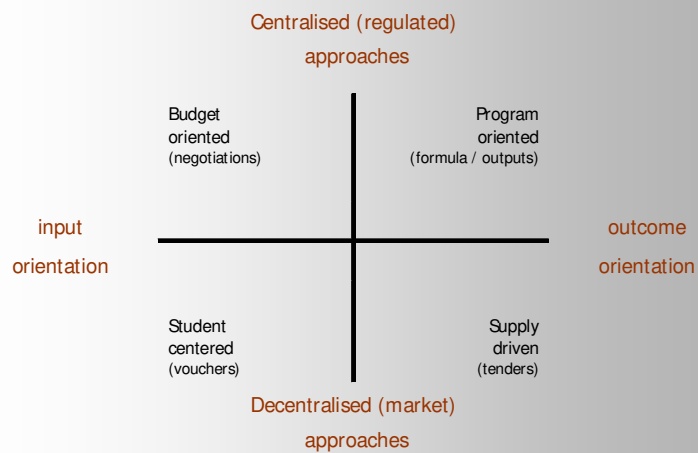 Centralised (regulated)
approaches
Budget
oriented
(negotiations)
Program
oriented
(formula / outputs)
input
orientation
outcome
orientation
Student
centered
(vouchers)
Supply
driven
(tenders)
Decentralised (market)
approaches